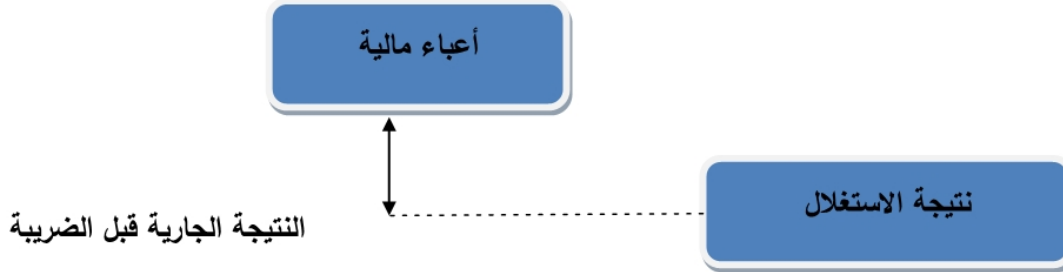 أعباء مالية
نتيجة الاستغلال
النتيجة الجارية قبل الضريبة